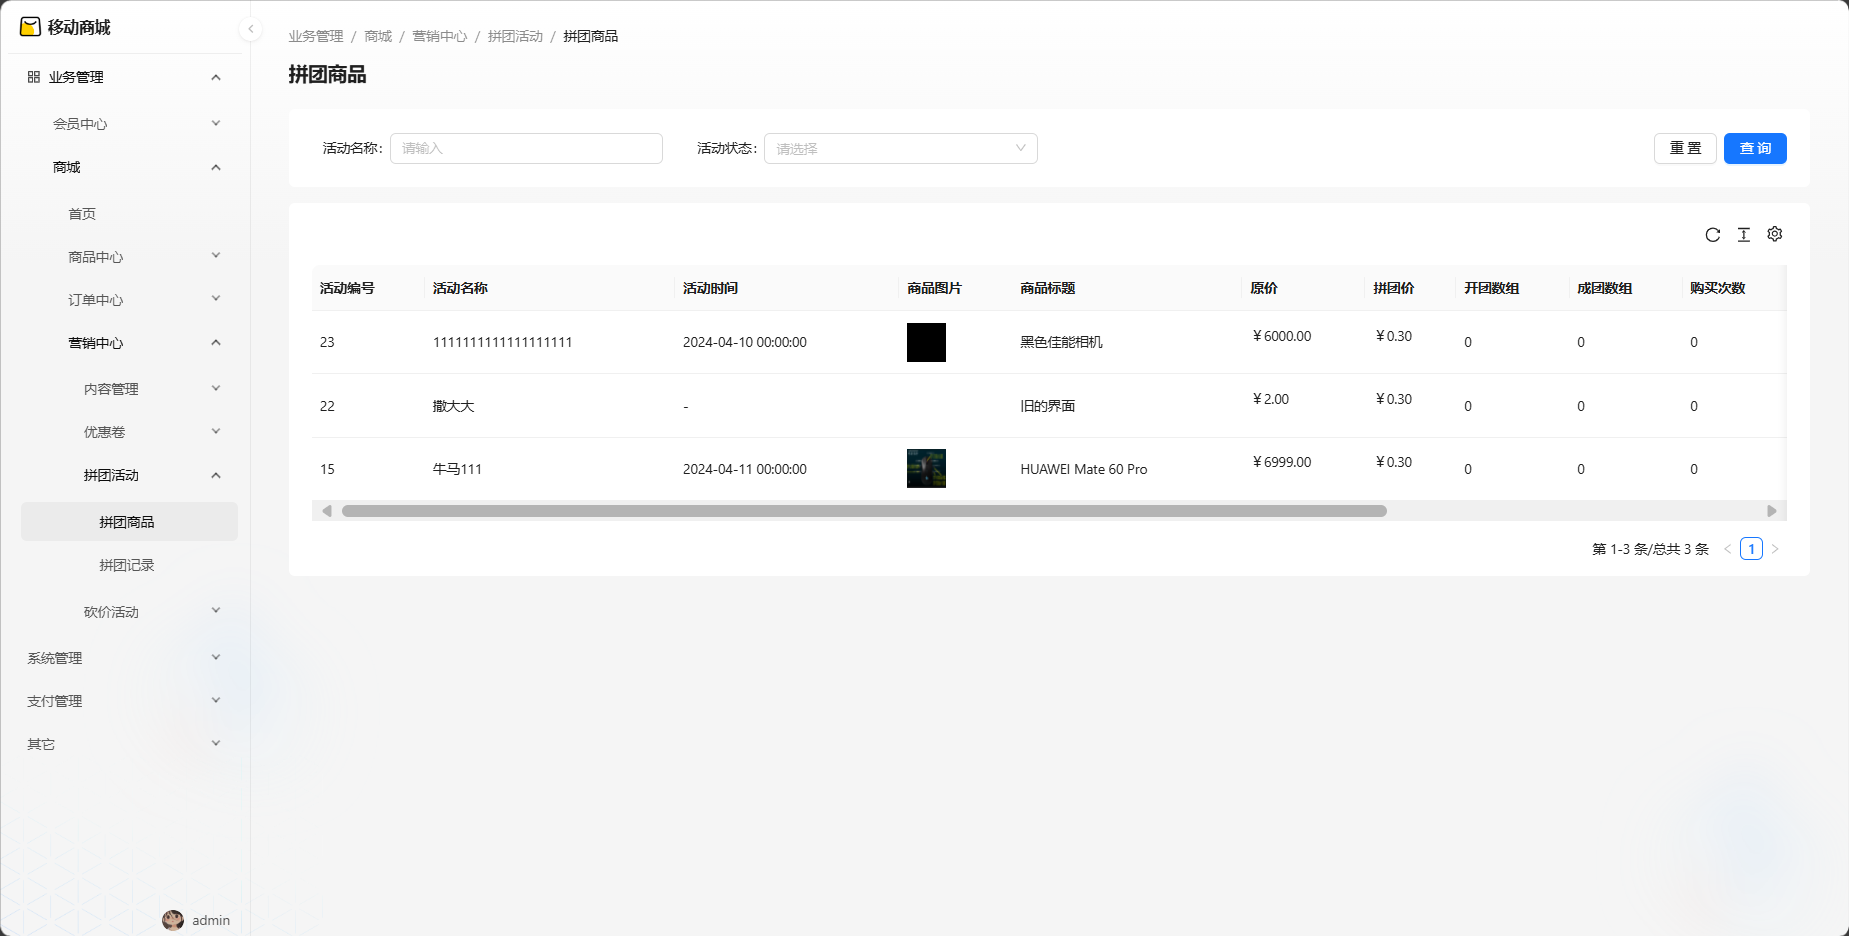 移动商城
业务管理
会员中心
商城
首页
商品中心
订单中心
营销中心
内容管理
优惠卷
拼团活动
拼团商品
拼团记录
砍价活动
系统管理
支付管理
其它
admin
业务管理 / 商城 / 营销中心 / 拼团活动 / 拼团商品
拼团商品
活动名称: 请输入 活动状态: 请选择 重 置 查 询
活动编号 活动名称 活动时间 商品图片 商品标题 原价 拼团价 开团数组 成团数组 购买次数
23 1111111111111111111 2024-04-10 00:00:00 黑色佳能相机 ￥6000.00 ￥0.30 0 0 0
22 撒大大 - 旧的界面 ￥2.00 ￥0.30 0 0 0
15 牛马111 2024-04-11 00:00:00 HUAWEI Mate 60 Pro ￥6999.00 ￥0.30 0 0 0
第 1-3 条/总共 3 条 < 1 >